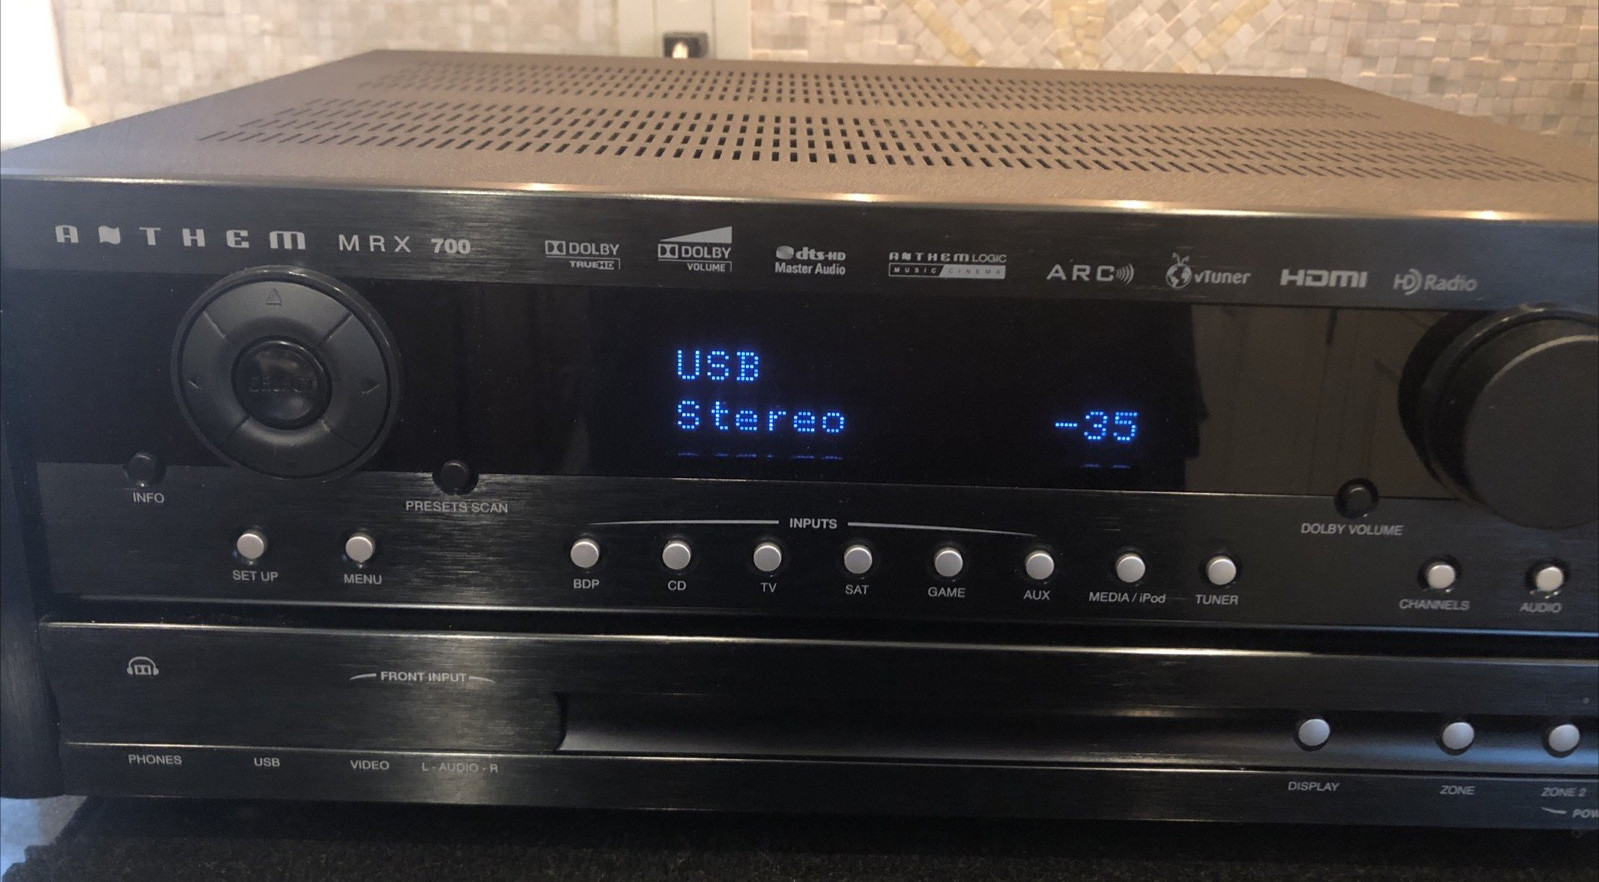 ANTHEM MRX 700
DOLBY TRUEHD
DOLBY VOLUME
dts-HD Master Audio
ANTHEM LOGIC MUSIC / CINEMA
ARC
vTuner
HDMI
HD Radio
SELECT
USB
Stereo
-35
INFO
PRESETS SCAN
DOLBY VOLUME
INPUTS
SET UP
MENU
BDP
CD
TV
SAT
GAME
AUX
MEDIA / iPod
TUNER
CHANNELS
AUDIO
FRONT INPUT
PHONES
USB
VIDEO
L - AUDIO - R
DISPLAY
ZONE
ZONE 2